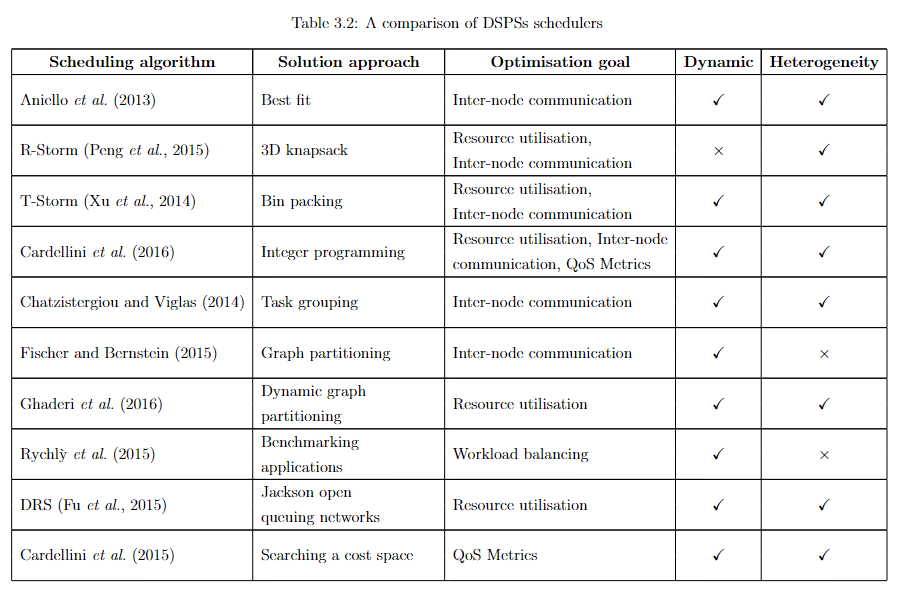 Table 3.2: A comparison of DSPSs schedulers
Scheduling algorithm Solution approach Optimisation goal Dynamic Heterogeneity
Aniello et al. (2013) Best fit Inter-node communication ✓ ✓
R-Storm (Peng et al., 2015) 3D knapsack Resource utilisation,
Inter-node communication × ✓
T-Storm (Xu et al., 2014) Bin packing Resource utilisation,
Inter-node communication ✓ ✓
Cardellini et al. (2016) Integer programming Resource utilisation, Inter-node
communication, QoS Metrics ✓ ✓
Chatzistergiou and Viglas (2014) Task grouping Inter-node communication ✓ ✓
Fischer and Bernstein (2015) Graph partitioning Inter-node communication ✓ ×
Ghaderi et al. (2016) Dynamic graph
partitioning Resource utilisation ✓ ✓
Rychlỳ et al. (2015) Benchmarking
applications Workload balancing ✓ ×
DRS (Fu et al., 2015) Jackson open
queuing networks Resource utilisation ✓ ✓
Cardellini et al. (2015) Searching a cost space QoS Metrics ✓ ✓